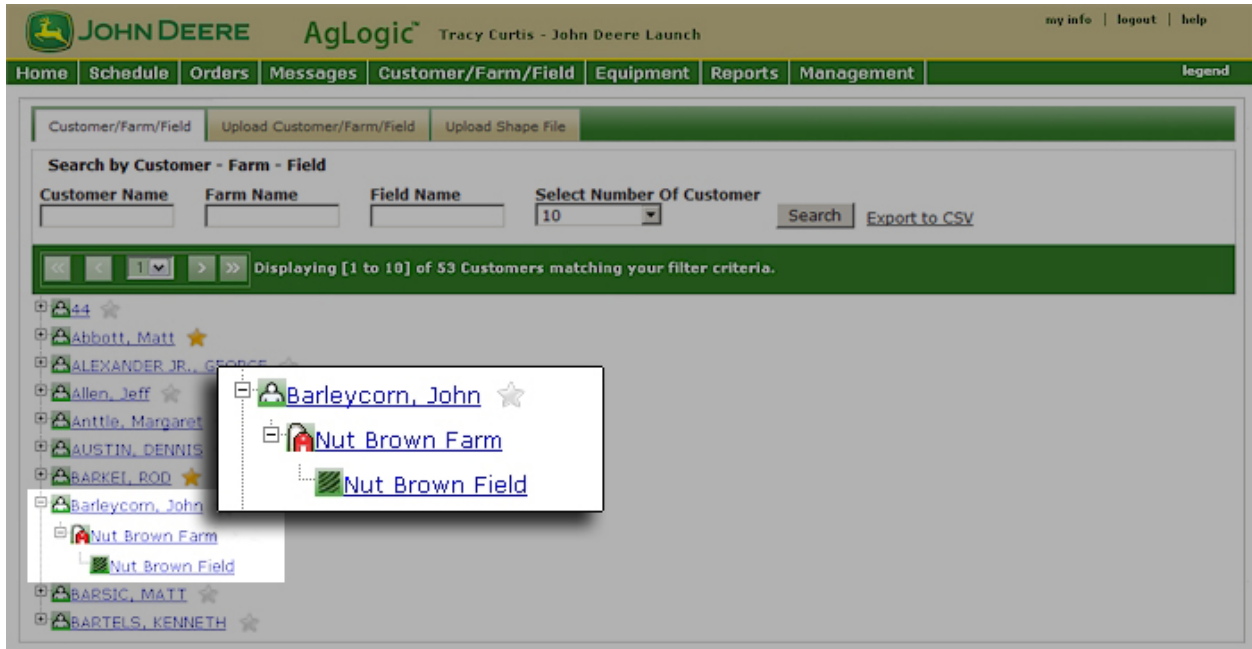 JOHN DEERE AgLogic™ Tracy Curtis - John Deere Launch my info | logout | help
Home Schedule Orders Messages Customer/Farm/Field Equipment Reports Management legend
Customer/Farm/Field Upload Customer/Farm/Field Upload Shape File
Search by Customer - Farm - Field
Customer Name Farm Name Field Name Select Number Of Customer
10 Search Export to CSV
<< < 1 > >> Displaying [1 to 10] of 53 Customers matching your filter criteria.
44
Abbott, Matt
ALEXANDER JR., GEORGE
Allen, Jeff
Anttle, Margaret
AUSTIN, DENNIS
BARKEI, ROD
Barleycorn, John
Nut Brown Farm
Nut Brown Field
BARSIC, MATT
BARTELS, KENNETH
Barleycorn, John
Nut Brown Farm
Nut Brown Field